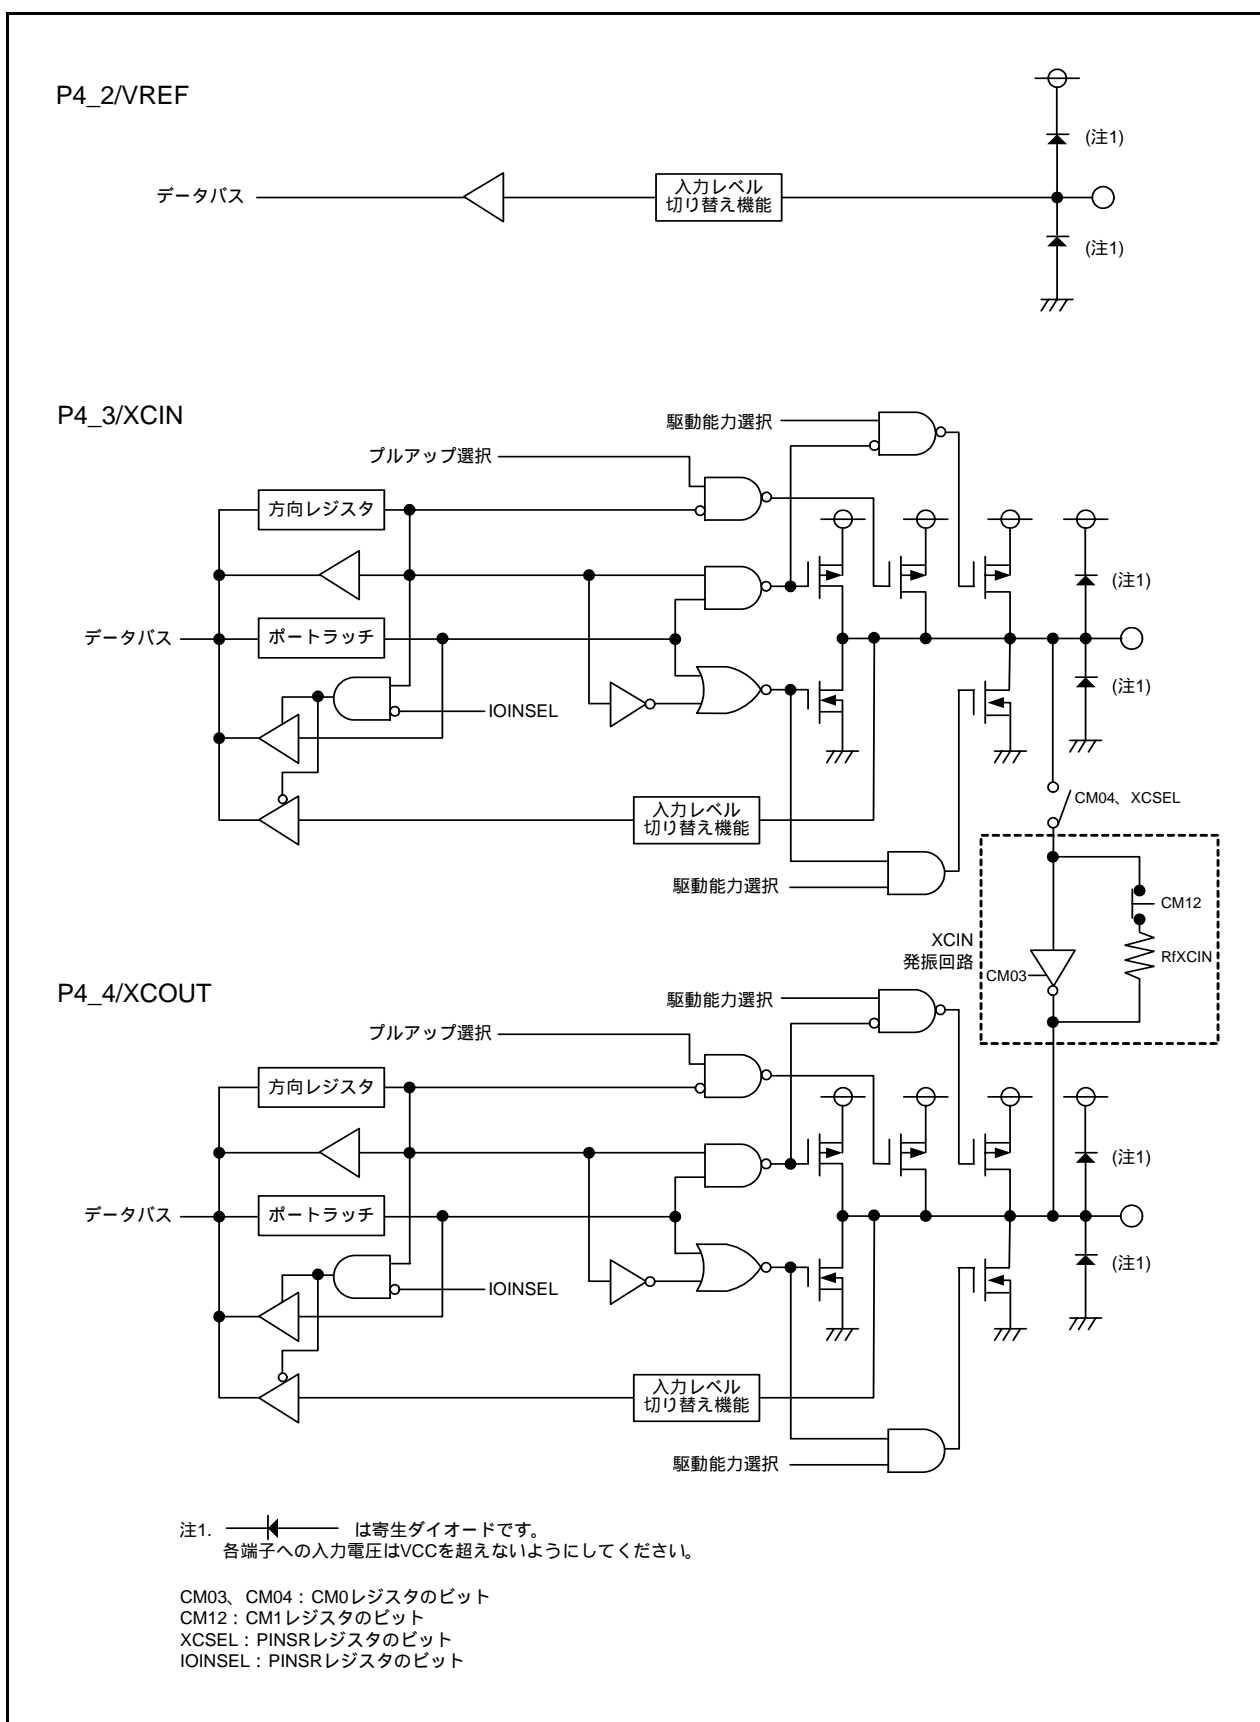 P4_2/VREF
(注1)
データバス
入力レベル
切り替え機能
(注1)
P4_3/XCIN
駆動能力選択
プルアップ選択
方向レジスタ
(注1)
データバス
ポートラッチ
(注1)
IOINSEL
入力レベル
切り替え機能
CM04、XCSEL
駆動能力選択
CM12
XCIN
発振回路
RfXCIN
CM03
P4_4/XCOUT
駆動能力選択
プルアップ選択
方向レジスタ
(注1)
データバス
ポートラッチ
(注1)
IOINSEL
入力レベル
切り替え機能
駆動能力選択
注1. は寄生ダイオードです。
各端子への入力電圧はVCCを超えないようにしてください。
CM03、CM04：CM0レジスタのビット
CM12：CM1レジスタのビット
XCSEL：PINSRレジスタのビット
IOINSEL：PINSRレジスタのビット